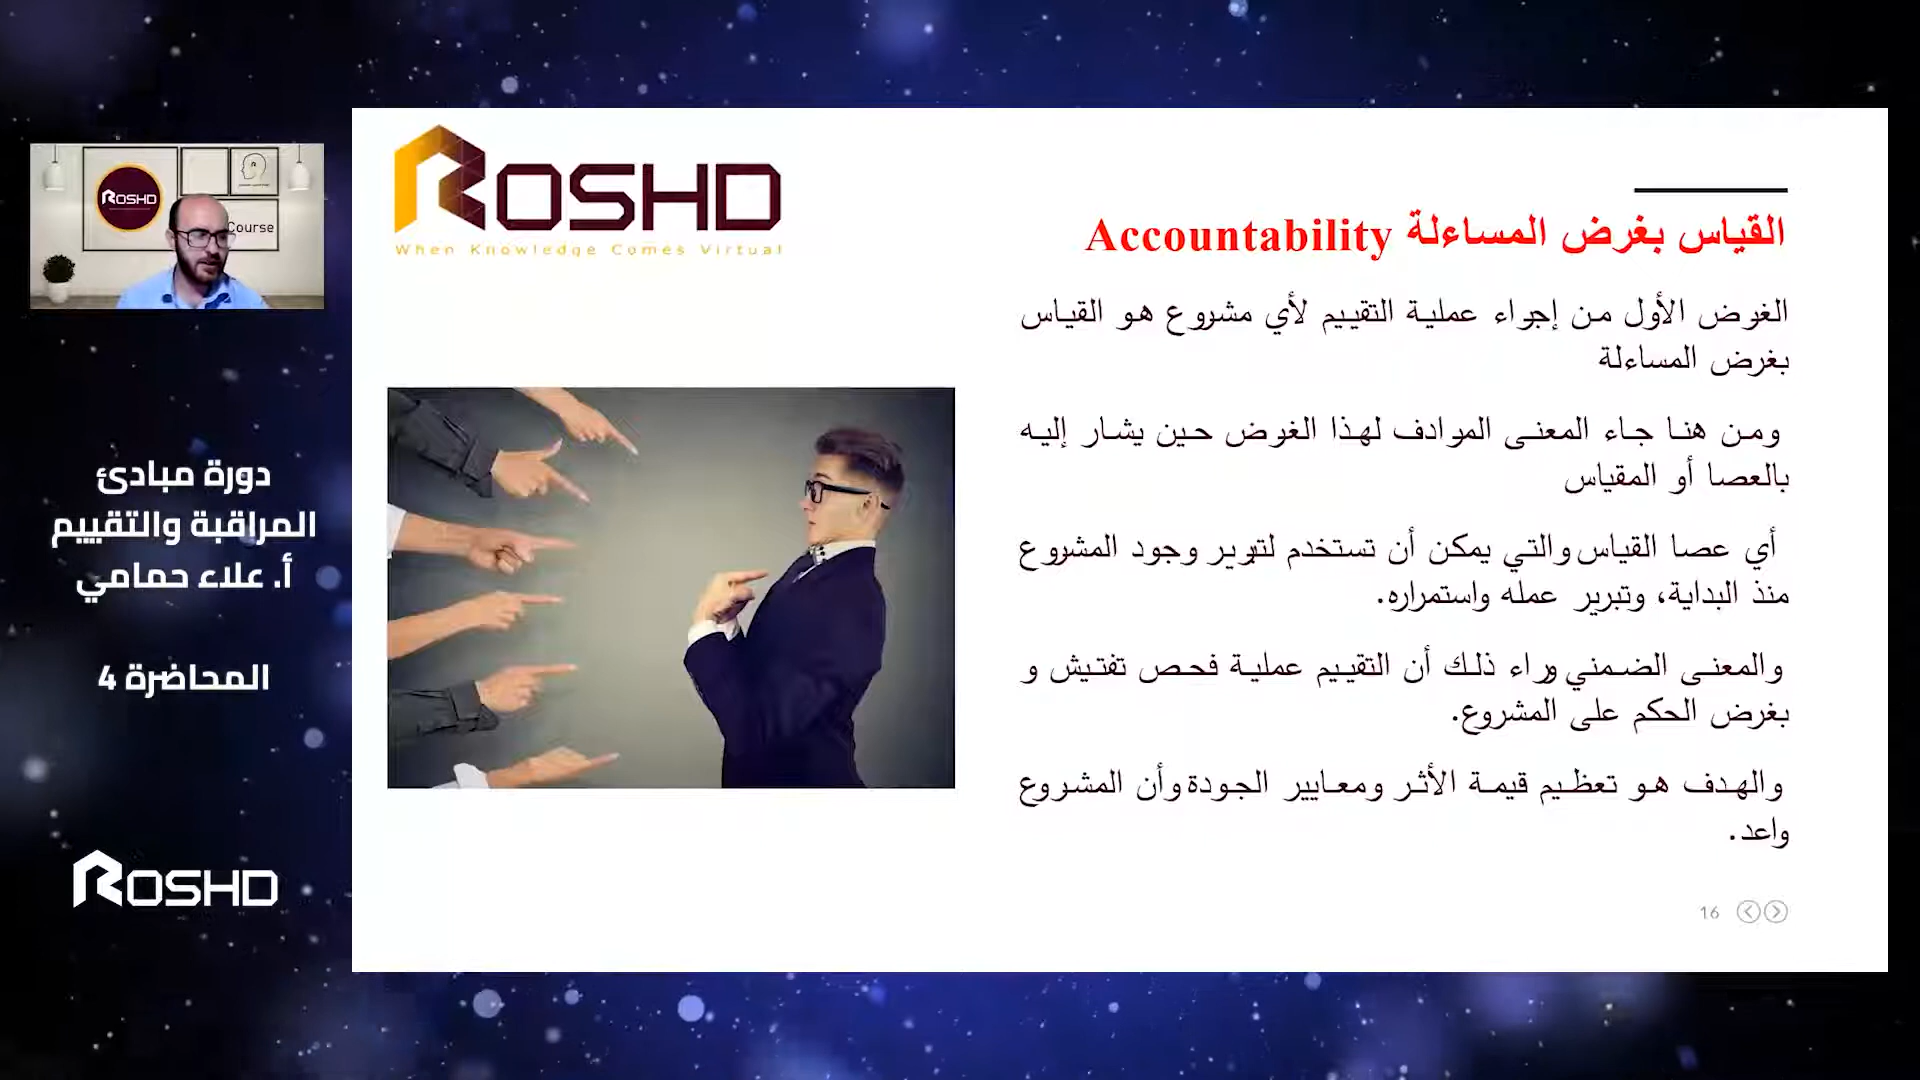 ROSHD
Course
دورة مبادئ
المراقبة والتقييم
أ. علاء حمامي
المحاضرة 4
ROSHD
ROSHD
When Knowledge Comes Virtual
القياس بغرض المساءلة Accountability
الغرض الأول من إجراء عملية التقييم لأي مشروع هو القياس
بغرض المساءلة
ومن هنا جاء المعنى المرادف لهذا الغرض حين يشار إليه
بالعصا أو المقياس
أي عصا القياس والتي يمكن أن تستخدم لتبرير وجود المشروع
منذ البداية، وتبرير عمله واستمراره.
والمعنى الضمني وراء ذلك أن التقييم عملية فحص تفتيش و
بغرض الحكم على المشروع.
والهدف هو تعظيم قيمة الأثر ومعايير الجودة وأن المشروع
واعد.
16